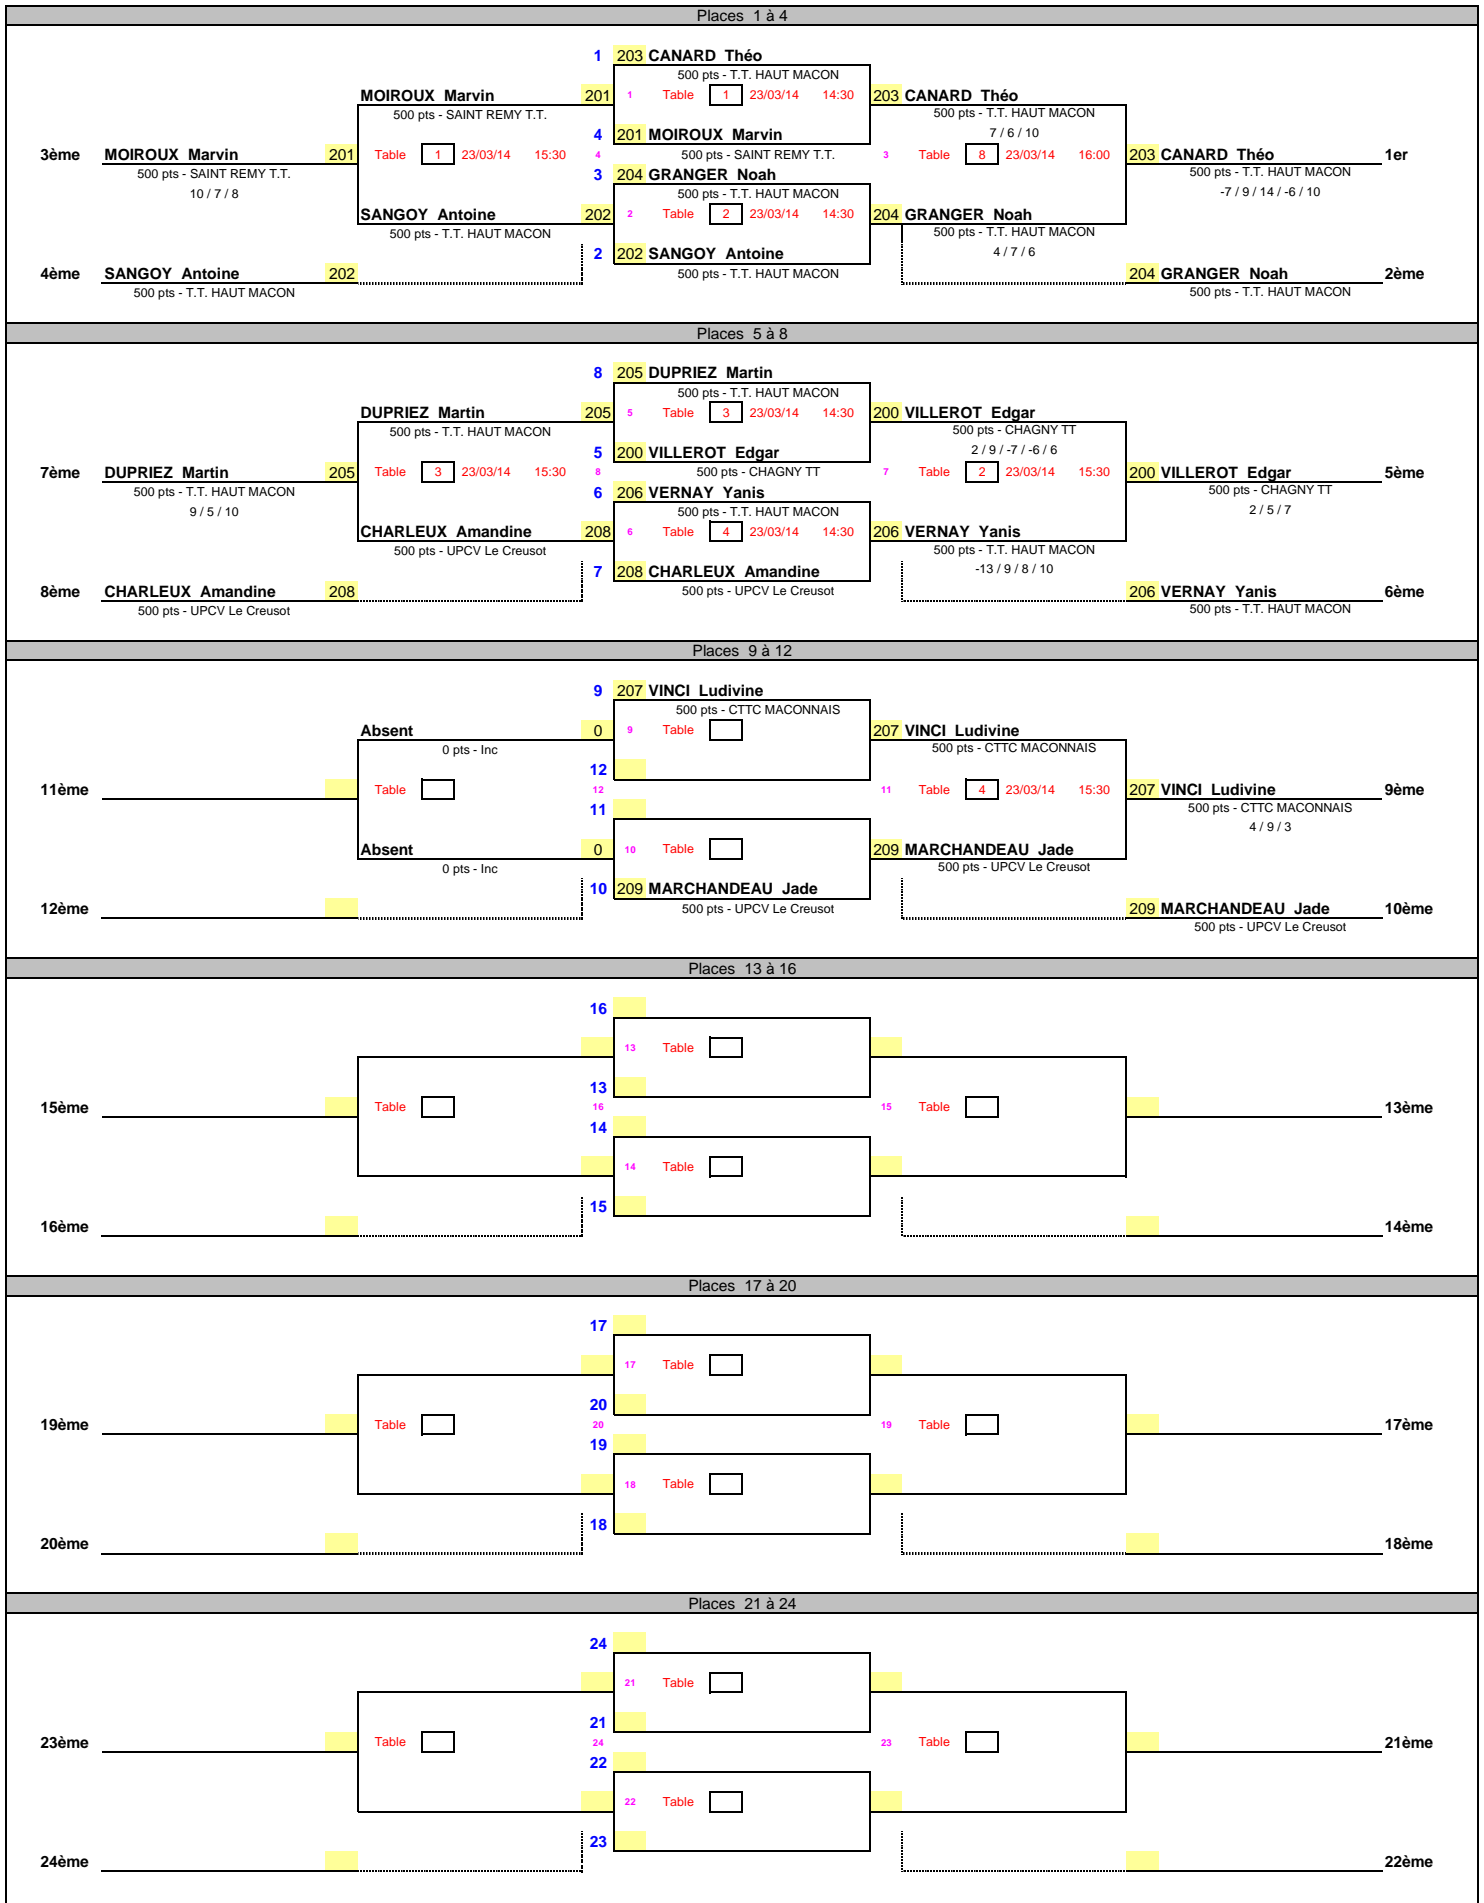 Places 1 à 4
1 203 CANARD Théo
500 pts - T.T. HAUT MACON
MOIROUX Marvin 201 1 Table 1 23/03/14 14:30 203 CANARD Théo
500 pts - SAINT REMY T.T. 500 pts - T.T. HAUT MACON
4 201 MOIROUX Marvin 7 / 6 / 10
3ème MOIROUX Marvin 201 Table 1 23/03/14 15:30 4 500 pts - SAINT REMY T.T. 3 Table 8 23/03/14 16:00 203 CANARD Théo 1er
500 pts - SAINT REMY T.T. 3 204 GRANGER Noah 500 pts - T.T. HAUT MACON
10 / 7 / 8 500 pts - T.T. HAUT MACON -7 / 9 / 14 / -6 / 10
SANGOY Antoine 202 2 Table 2 23/03/14 14:30 204 GRANGER Noah
500 pts - T.T. HAUT MACON 500 pts - T.T. HAUT MACON
2 202 SANGOY Antoine 4 / 7 / 6
4ème SANGOY Antoine 202 500 pts - T.T. HAUT MACON 204 GRANGER Noah 2ème
500 pts - T.T. HAUT MACON 500 pts - T.T. HAUT MACON
Places 5 à 8
8 205 DUPRIEZ Martin
500 pts - T.T. HAUT MACON
DUPRIEZ Martin 205 5 Table 3 23/03/14 14:30 200 VILLEROT Edgar
500 pts - T.T. HAUT MACON 500 pts - CHAGNY TT
5 200 VILLEROT Edgar 2 / 9 / -7 / -6 / 6
7ème DUPRIEZ Martin 205 Table 3 23/03/14 15:30 8 500 pts - CHAGNY TT 7 Table 2 23/03/14 15:30 200 VILLEROT Edgar 5ème
500 pts - T.T. HAUT MACON 6 206 VERNAY Yanis 500 pts - CHAGNY TT
9 / 5 / 10 500 pts - T.T. HAUT MACON 2 / 5 / 7
CHARLEUX Amandine 208 6 Table 4 23/03/14 14:30 206 VERNAY Yanis
500 pts - UPCV Le Creusot 500 pts - T.T. HAUT MACON
7 208 CHARLEUX Amandine -13 / 9 / 8 / 10
8ème CHARLEUX Amandine 208 500 pts - UPCV Le Creusot 206 VERNAY Yanis 6ème
500 pts - UPCV Le Creusot 500 pts - T.T. HAUT MACON
Places 9 à 12
9 207 VINCI Ludivine
500 pts - CTTC MACONNAIS
Absent 0 9 Table 207 VINCI Ludivine
0 pts - Inc 500 pts - CTTC MACONNAIS
12
11ème Table 12 11 Table 4 23/03/14 15:30 207 VINCI Ludivine 9ème
11 500 pts - CTTC MACONNAIS
4 / 9 / 3
Absent 0 10 Table 209 MARCHANDEAU Jade
0 pts - Inc 500 pts - UPCV Le Creusot
10 209 MARCHANDEAU Jade
12ème 500 pts - UPCV Le Creusot 209 MARCHANDEAU Jade 10ème
500 pts - UPCV Le Creusot
Places 13 à 16
16
13 Table
13
15ème Table 16 15 Table 13ème
14
14 Table
15
16ème 14ème
Places 17 à 20
17
17 Table
20
19ème Table 20 19 Table 17ème
19
18 Table
18
20ème 18ème
Places 21 à 24
24
21 Table
21
23ème Table 24 23 Table 21ème
22
22 Table
23
24ème 22ème